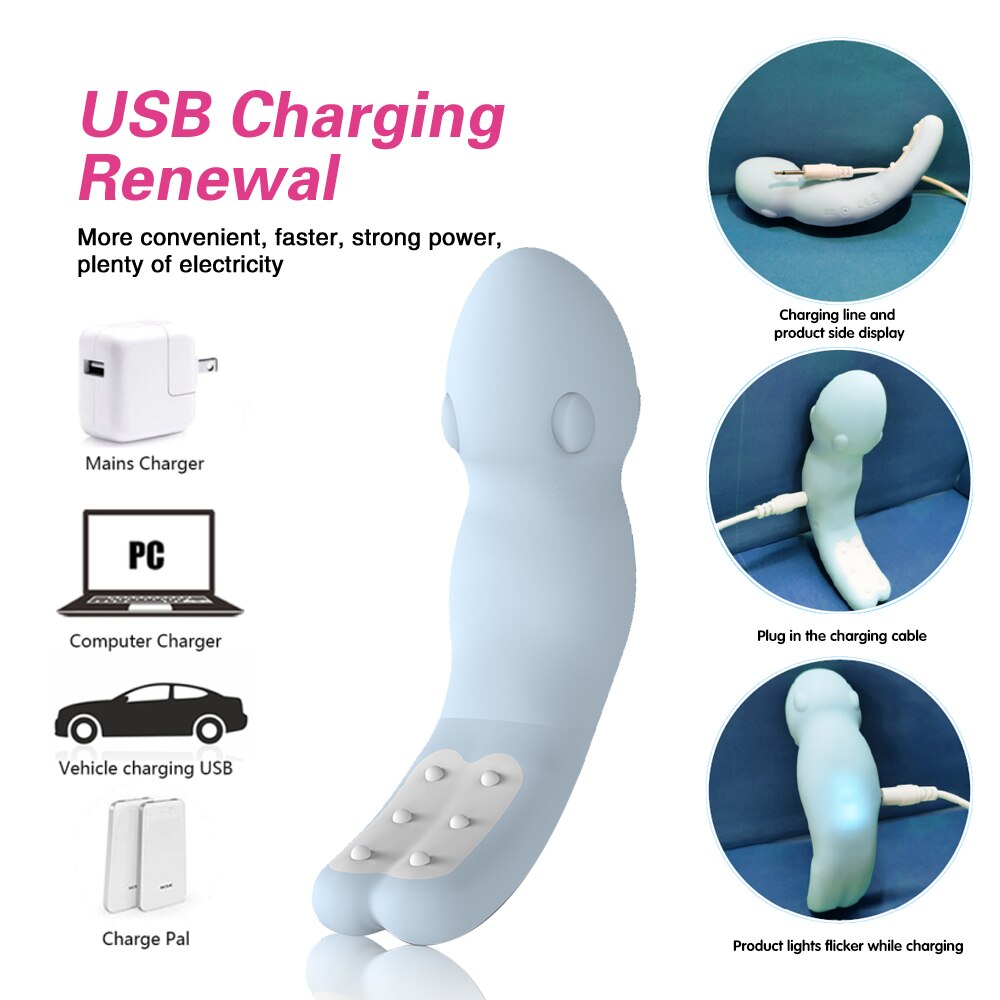 USB Charging
Renewal
More convenient, faster, strong power,
plenty of electricity
Mains Charger
PC
Computer Charger
Vehicle charging USB
Charge Pal
Charging line and
product side display
Plug in the charging cable
Product lights flicker while charging